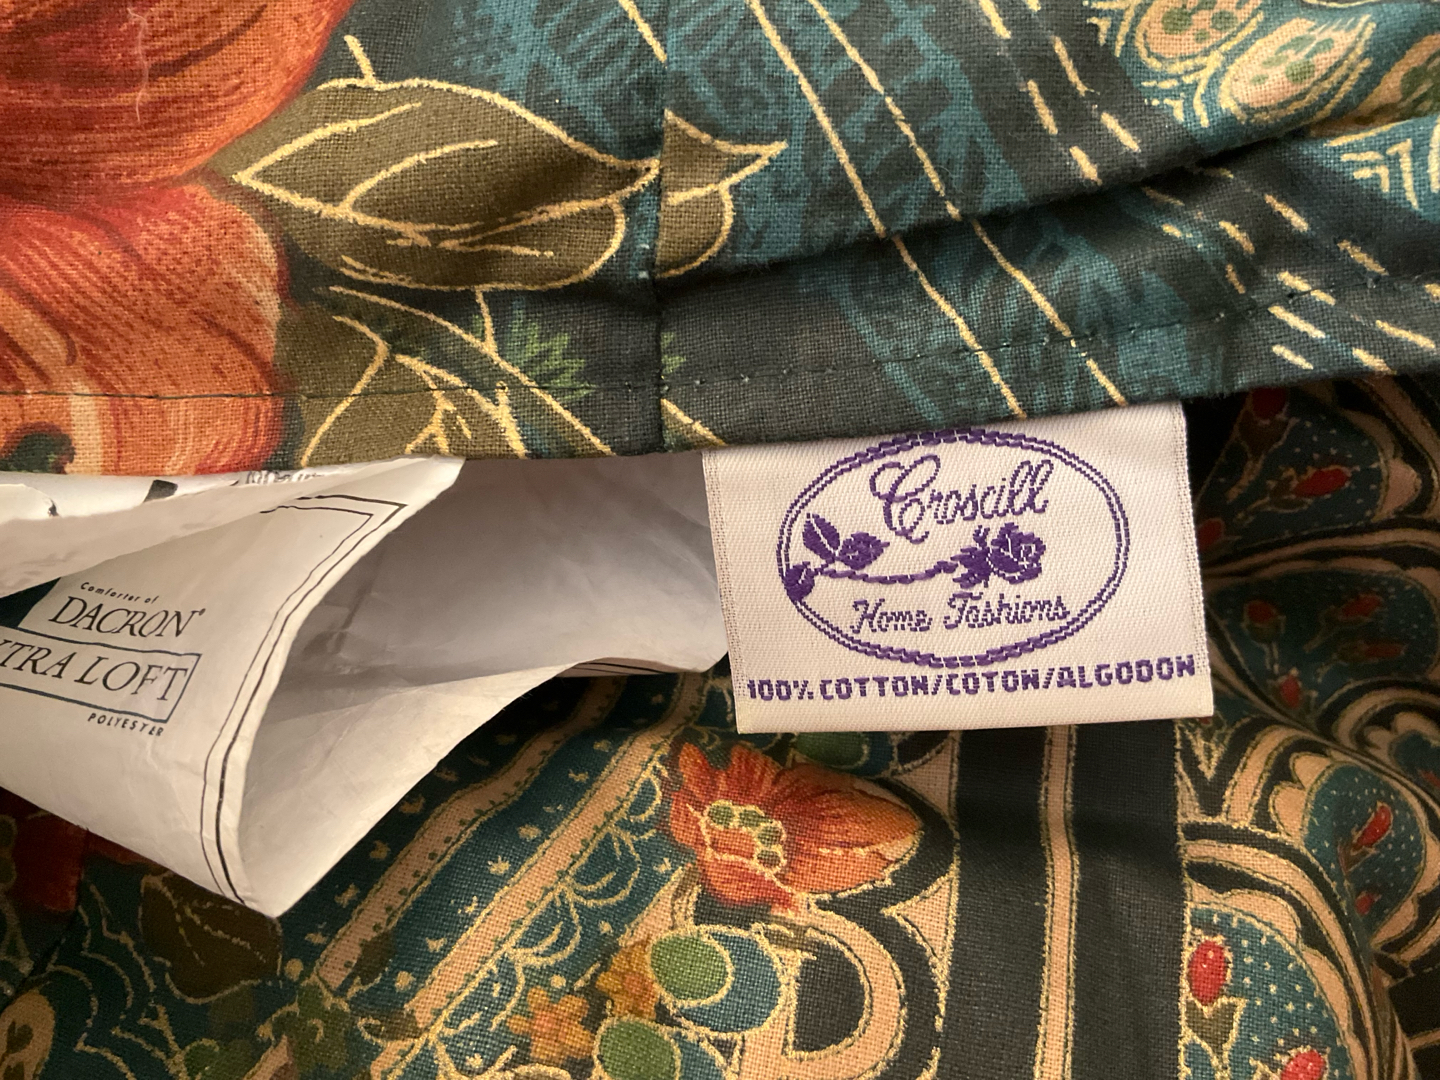 Comforter of
DACRON®
TRA LOFT
POLYESTER
Croscill
Home Fashions
100% COTTON/COTON/ALGODON